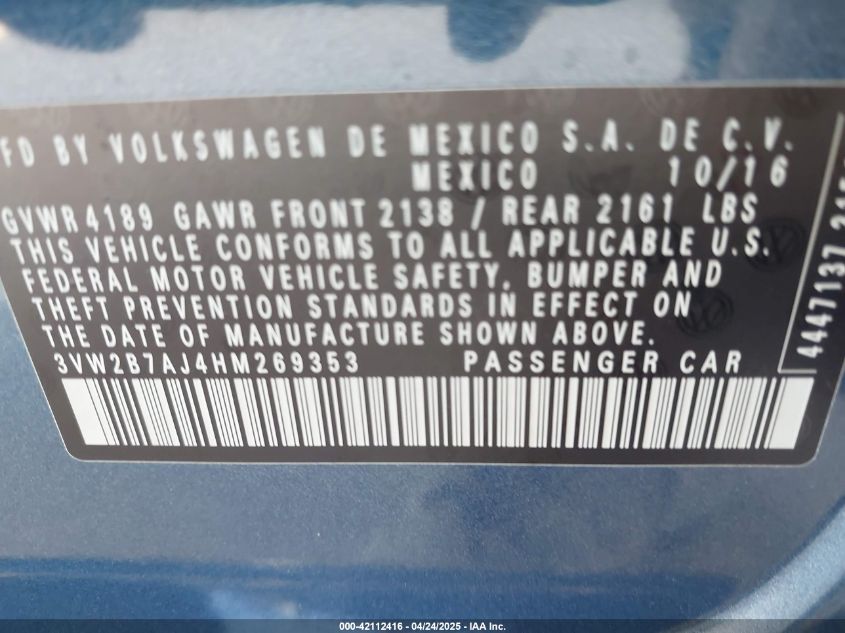 FD BY VOLKSWAGEN DE MEXICO S.A. DE C.V.
MEXICO 10/16
GVWR 4189 GAWR FRONT 2138 / REAR 2161 LBS
THIS VEHICLE CONFORMS TO ALL APPLICABLE U.S.
FEDERAL MOTOR VEHICLE SAFETY, BUMPER AND
THEFT PREVENTION STANDARDS IN EFFECT ON
THE DATE OF MANUFACTURE SHOWN ABOVE.
3VW2B7AJ4HM269353 PASSENGER CAR
4447137
000-42112416 - 04/24/2025 - IAA Inc.